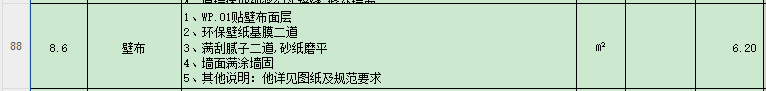 88 8.6 壁布 1、WP.01贴壁布面层
2、环保壁纸基膜二道
3、满刮腻子二道,砂纸磨平 m² 6.20
4、墙面满涂墙固
5、其他说明：他详见图纸及规范要求